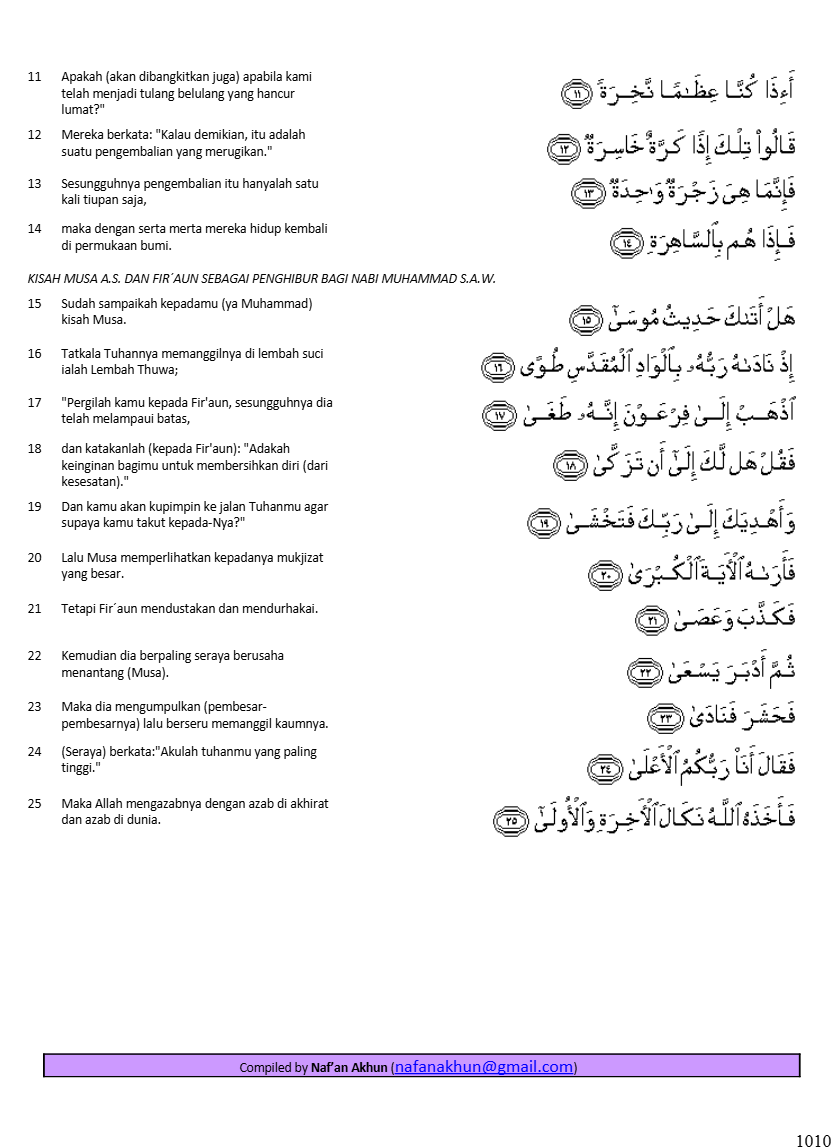 11 Apakah (akan dibangkitkan juga) apabila kami
telah menjadi tulang belulang yang hancur
lumat?"
أَءِذَا كُنَّا عِظَـٰمًا نَّخِرَةً ١١
12 Mereka berkata: "Kalau demikian, itu adalah
suatu pengembalian yang merugikan."
قَالُوا۟ تِلْكَ إِذًا كَرَّةٌ خَاسِرَةٌ ١٢
13 Sesungguhnya pengembalian itu hanyalah satu
kali tiupan saja,
فَإِنَّمَا هِىَ زَجْرَةٌ وَٰحِدَةٌ ١٣
14 maka dengan serta merta mereka hidup kembali
di permukaan bumi.
فَإِذَا هُم بِٱلسَّاهِرَةِ ١٤
KISAH MUSA A.S. DAN FIR´AUN SEBAGAI PENGHIBUR BAGI NABI MUHAMMAD S.A.W.
15 Sudah sampaikah kepadamu (ya Muhammad)
kisah Musa.
هَلْ أَتَىٰكَ حَدِيثُ مُوسَىٰٓ ١٥
16 Tatkala Tuhannya memanggilnya di lembah suci
ialah Lembah Thuwa;
إِذْ نَادَىٰهُ رَبُّهُۥ بِٱلْوَادِ ٱلْمُقَدَّسِ طُوًى ١٦
17 "Pergilah kamu kepada Fir'aun, sesungguhnya dia
telah melampaui batas,
ٱذْهَبْ إِلَىٰ فِرْعَوْنَ إِنَّهُۥ طَغَىٰ ١٧
18 dan katakanlah (kepada Fir'aun): "Adakah
keinginan bagimu untuk membersihkan diri (dari
kesesatan)."
فَقُلْ هَل لَّكَ إِلَىٰٓ أَن تَزَكَّىٰ ١٨
19 Dan kamu akan kupimpin ke jalan Tuhanmu agar
supaya kamu takut kepada-Nya?"
وَأَهْدِيَكَ إِلَىٰ رَبِّكَ فَتَخْشَىٰ ١٩
20 Lalu Musa memperlihatkan kepadanya mukjizat
yang besar.
فَأَرَىٰهُ ٱلْـَٔايَةَ ٱلْكُبْرَىٰ ٢٠
21 Tetapi Fir´aun mendustakan dan mendurhakai.
فَكَذَّبَ وَعَصَىٰ ٢١
22 Kemudian dia berpaling seraya berusaha
menantang (Musa).
ثُمَّ أَدْبَرَ يَسْعَىٰ ٢٢
23 Maka dia mengumpulkan (pembesar-
pembesarnya) lalu berseru memanggil kaumnya.
فَحَشَرَ فَنَادَىٰ ٢٣
24 (Seraya) berkata:"Akulah tuhanmu yang paling
tinggi."
فَقَالَ أَنَا۠ رَبُّكُمُ ٱلْأَعْلَىٰ ٢٤
25 Maka Allah mengazabnya dengan azab di akhirat
dan azab di dunia.
فَأَخَذَهُ ٱللَّهُ نَكَالَ ٱلْـَٔاخِرَةِ وَٱلْأُولَىٰٓ ٢٥
Compiled by Naf'an Akhun (nafanakhun@gmail.com)
1010